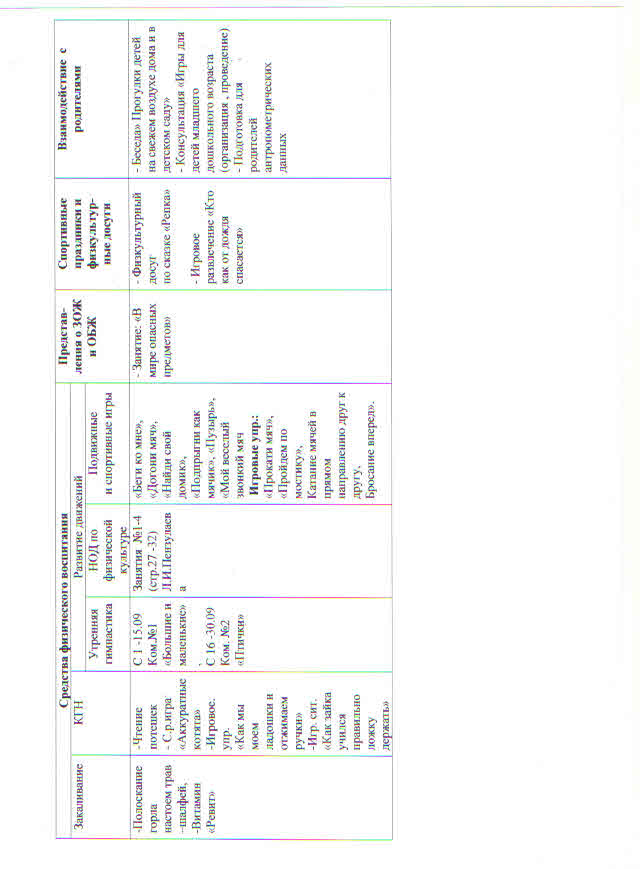 Средства физического воспитания
Закаливание
КГН
Развитие движений
Утренняя
гимнастика
НОД по
физической
культуре
Подвижные
и спортивные игры
Представ-
ления о ЗОЖ
и ОБЖ
Спортивные
праздники и
физкультур-
ные досуги
Взаимодействие с
родителями
-Полоскание
горла
настоем трав
–шалфей,
-Витамин
«Ревит»
-Чтение
потешек
- С.р.игра
«Аккуратные
котята»
-Игровое.
упр.
«Как мы
моем
ладошки и
отжимаем
ручки»
-Игр. сит.
«Как зайка
учился
правильно
ложку
держать»
С 1 -15.09
Ком.№1
«Большие и
маленькие»
.
С 16 -30.09
Ком. №2
«Птички»
Занятия №1-4
(стр.27 -32)
Л.И.Пензулаев
а
«Беги ко мне»,
«Догони мяч»,
«Найди свой
домик»,
«Подпрыгни как
мячик», «Пузырь»,
«Мой веселый
звонкий мяч
Игровые упр.:
«Прокати мяч»,
«Пройдем по
мостику»,
Катание мячей в
прямом
направлению друг к
другу,
Бросание вперед».
- Занятие: «В
мире опасных
предметов»
- Физкультурный
досуг
по сказке «Репка»
- Игровое
развлечение «Кто
как от дождя
спасается»
- Беседа» Прогулки детей
на свежем воздухе дома и в
детском саду»
- Консультация «Игры для
детей младшего
дошкольного возраста
(организация , проведение)
- Подготовка для
родителей
антропометрических
данных